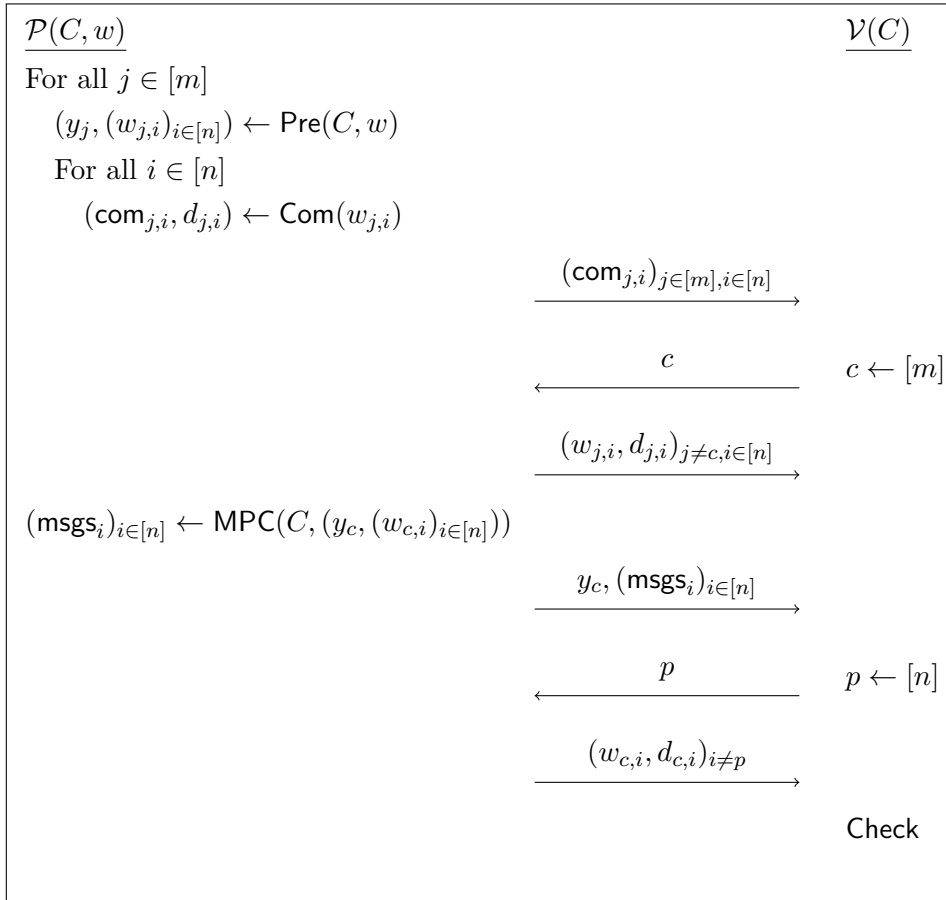 𝒫(C, w)
𝒱(C)
For all j ∈ [m]
(y_j, (w_{j,i})_{i∈[n]}) ← Pre(C, w)
For all i ∈ [n]
(com_{j,i}, d_{j,i}) ← Com(w_{j,i})
(com_{j,i})_{j∈[m],i∈[n]}
c
c ← [m]
(w_{j,i}, d_{j,i})_{j≠c,i∈[n]}
(msgs_i)_{i∈[n]} ← MPC(C, (y_c, (w_{c,i})_{i∈[n]}))
y_c, (msgs_i)_{i∈[n]}
p
p ← [n]
(w_{c,i}, d_{c,i})_{i≠p}
Check